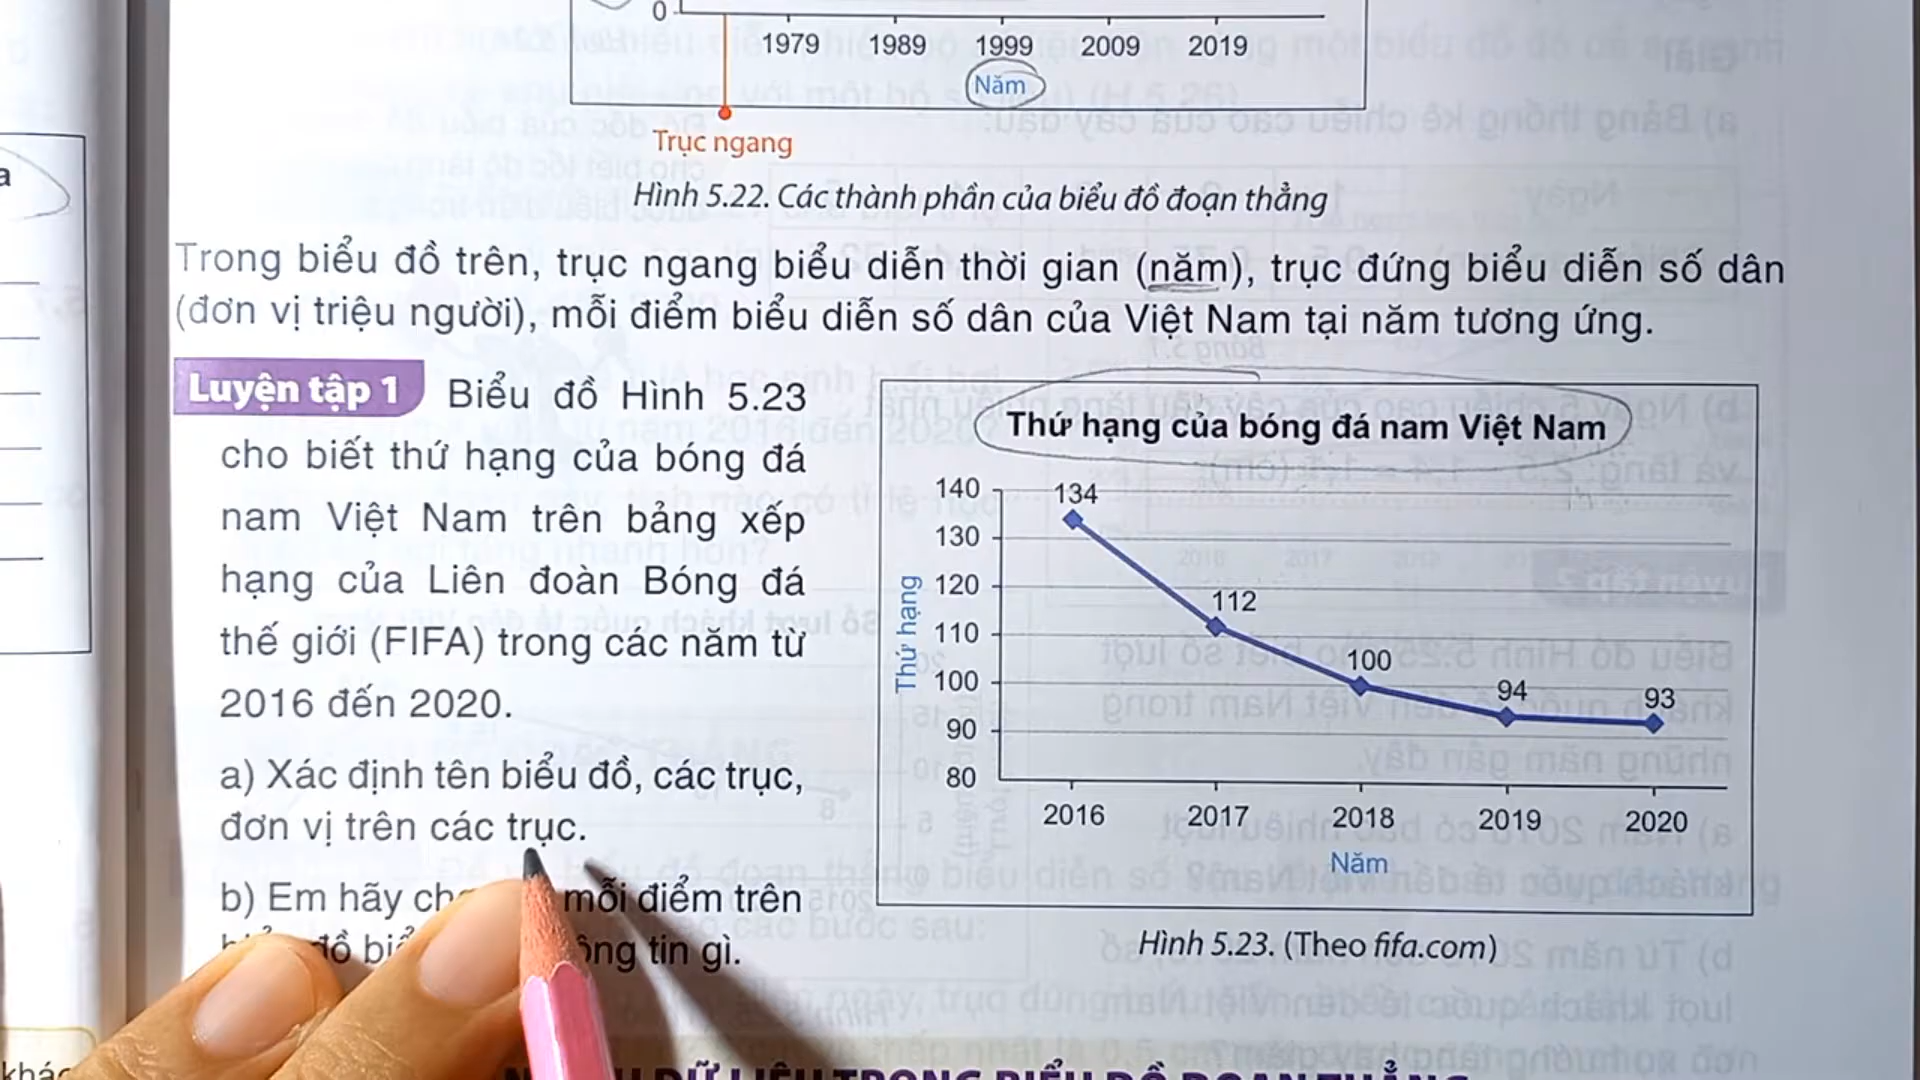 0
1979 1989 1999 2009 2019
Năm
Trục ngang
Hình 5.22. Các thành phần của biểu đồ đoạn thẳng
Trong biểu đồ trên, trục ngang biểu diễn thời gian (năm), trục đứng biểu diễn số dân
(đơn vị triệu người), mỗi điểm biểu diễn số dân của Việt Nam tại năm tương ứng.
Luyện tập 1 Biểu đồ Hình 5.23
cho biết thứ hạng của bóng đá
nam Việt Nam trên bảng xếp
hạng của Liên đoàn Bóng đá
thế giới (FIFA) trong các năm từ
2016 đến 2020.
a) Xác định tên biểu đồ, các trục,
đơn vị trên các trục.
b) Em hãy mỗi điểm trên
tin gì.
Thứ hạng của bóng đá nam Việt Nam
Thứ hạng
140
130
120
110
100
90
80
134
112
100
94
93
2016 2017 2018 2019 2020
Năm
Hình 5.23. (Theo fifa.com)
DỮ LIỆU TRONG BIỂU ĐỒ ĐOẠN THẲNG